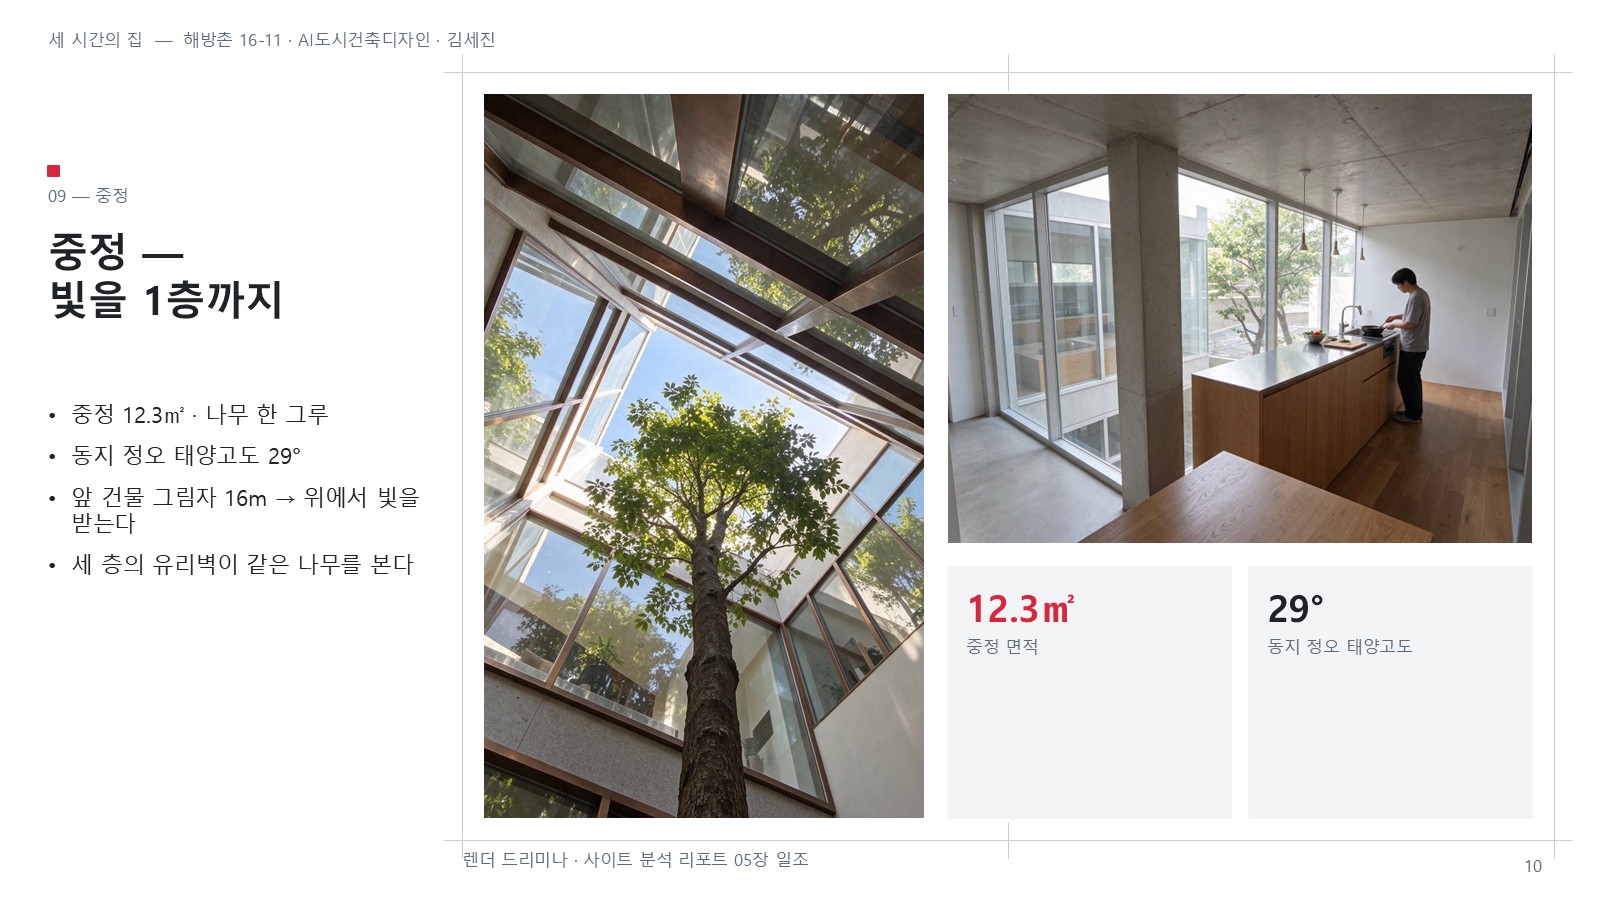 세 시간의 집 — 해방촌 16-11 · AI도시건축디자인 · 김세진
09 — 중정
중정 —
빛을 1층까지
• 중정 12.3㎡ · 나무 한 그루
• 동지 정오 태양고도 29°
• 앞 건물 그림자 16m → 위에서 빛을
받는다
• 세 층의 유리벽이 같은 나무를 본다
12.3㎡
중정 면적
29°
동지 정오 태양고도
렌더 드리미나 · 사이트 분석 리포트 05장 일조
10